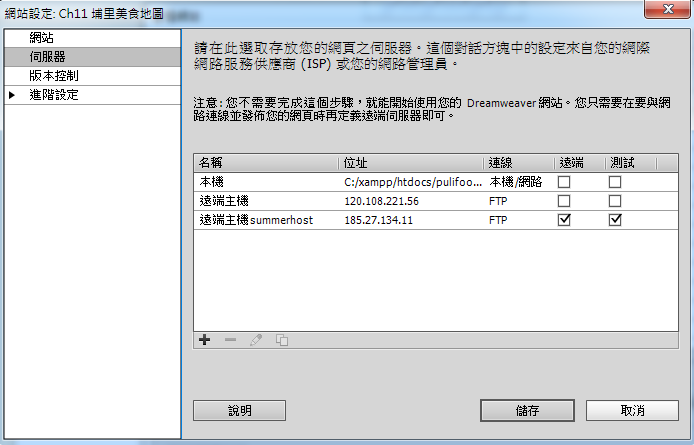 網站設定: Ch11 埔里美食地圖
網站
伺服器
版本控制
進階設定
請在此選取存放您的網頁之伺服器。這個對話方塊中的設定來自您的網際
網路服務供應商 (ISP) 或您的網路管理員。
注意:您不需要完成這個步驟，就能開始使用您的 Dreamweaver 網站。您只需要在要與網
路連線並發佈您的網頁時再定義遠端伺服器即可。
名稱 位址 連線 遠端 測試
本機 C:/xampp/htdocs/pulifoo... 本機/網路
遠端主機 120.108.221.56 FTP
遠端主機summerhost 185.27.134.11 FTP
說明 儲存 取消